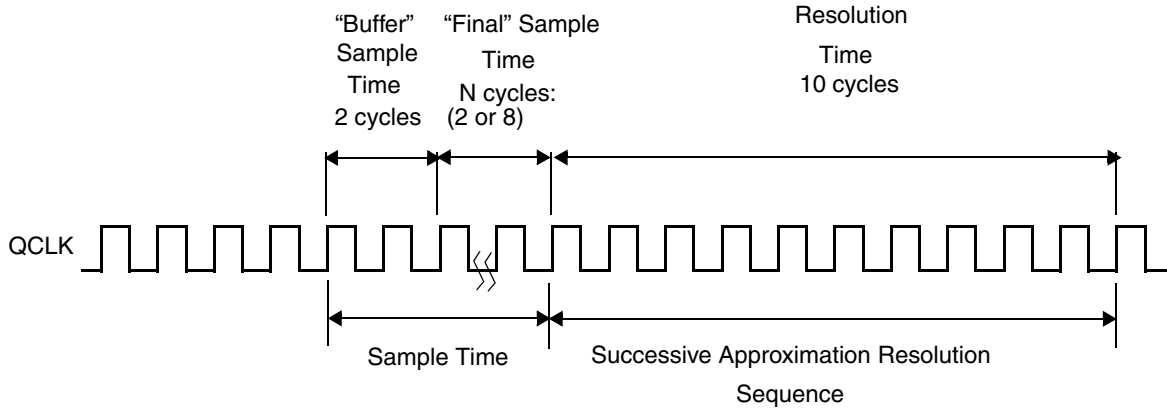 “Buffer”
Sample
Time
2 cycles
“Final” Sample
Time
N cycles:
(2 or 8)
Resolution
Time
10 cycles
QCLK
Sample Time
Successive Approximation Resolution
Sequence